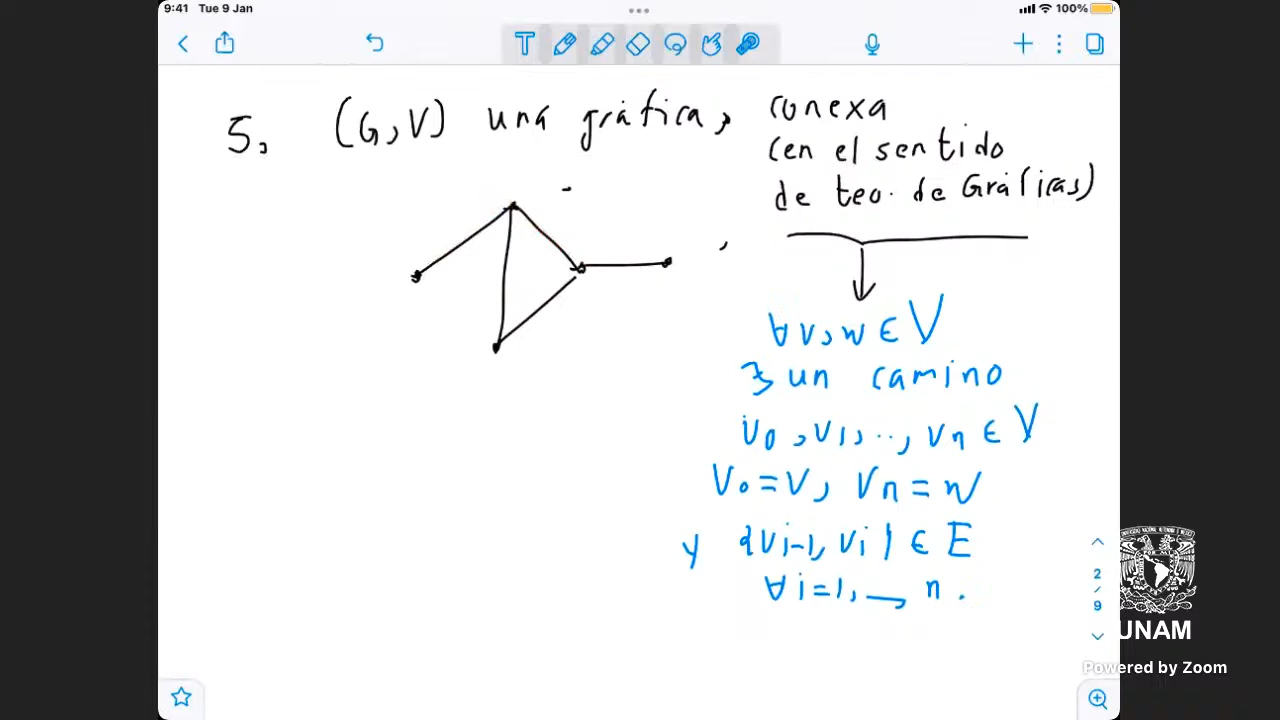 9:41 Tue 9 Jan
100%
5, (G,V) una gráfica, conexa
(en el sentido
de teo. de Gráficas)
∀ v, w ∈ V
∃ un camino
v0, v1, .., vn ∈ V
v0 = v, vn = w
y {vi-1, vi} ∈ E
∀ i=1, __, n.
2
9
UNAM
Powered by Zoom